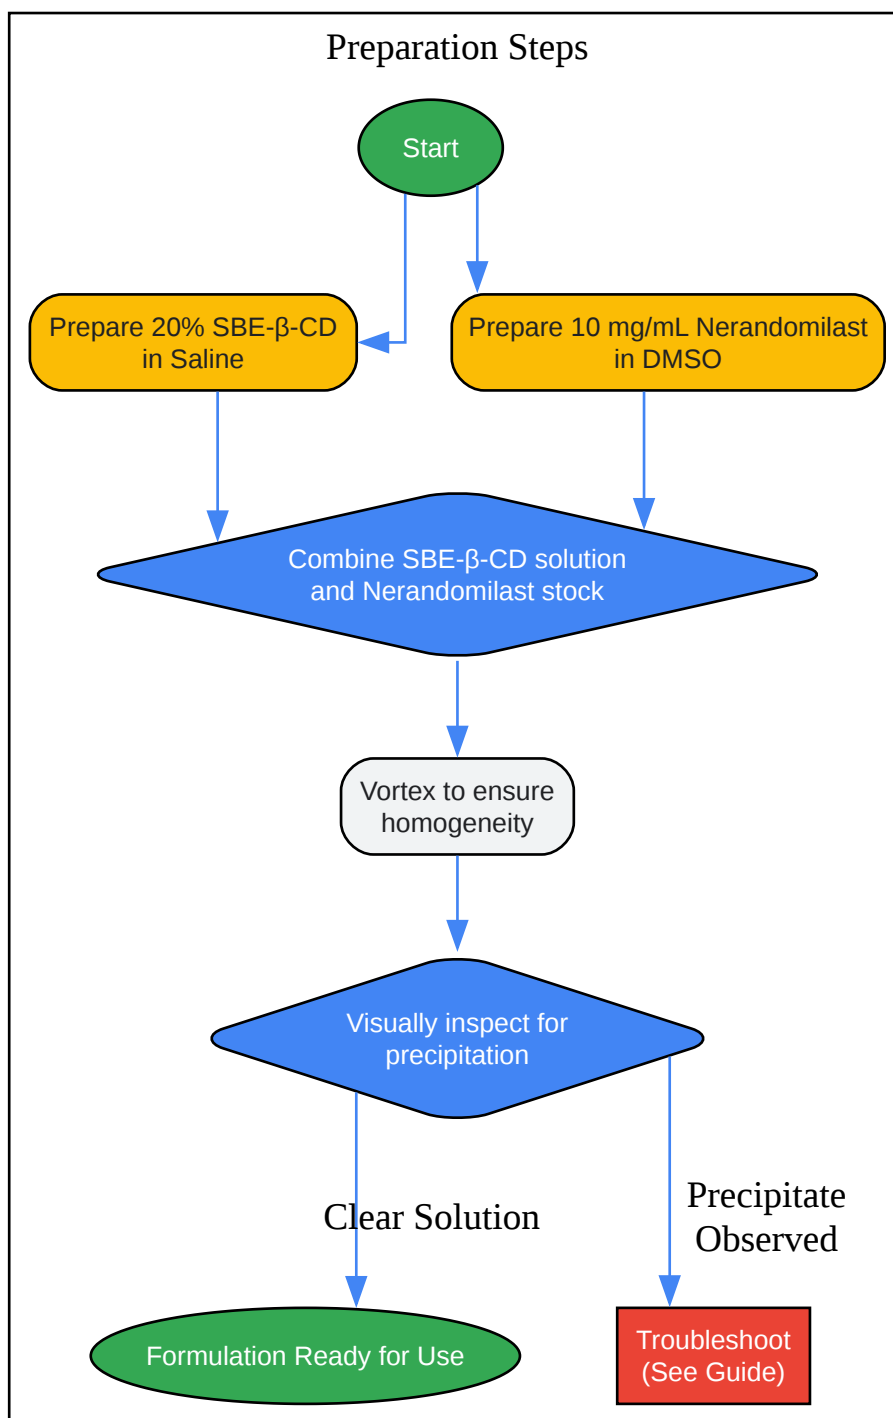 Preparation Steps
Start
Prepare 20% SBE-β-CD
in Saline
Prepare 10 mg/mL Nerandomilast
in DMSO
Combine SBE-β-CD solution
and Nerandomilast stock
Vortex to ensure
homogeneity
Visually inspect for
precipitation
Clear Solution
Precipitate
Observed
Formulation Ready for Use
Troubleshoot
(See Guide)